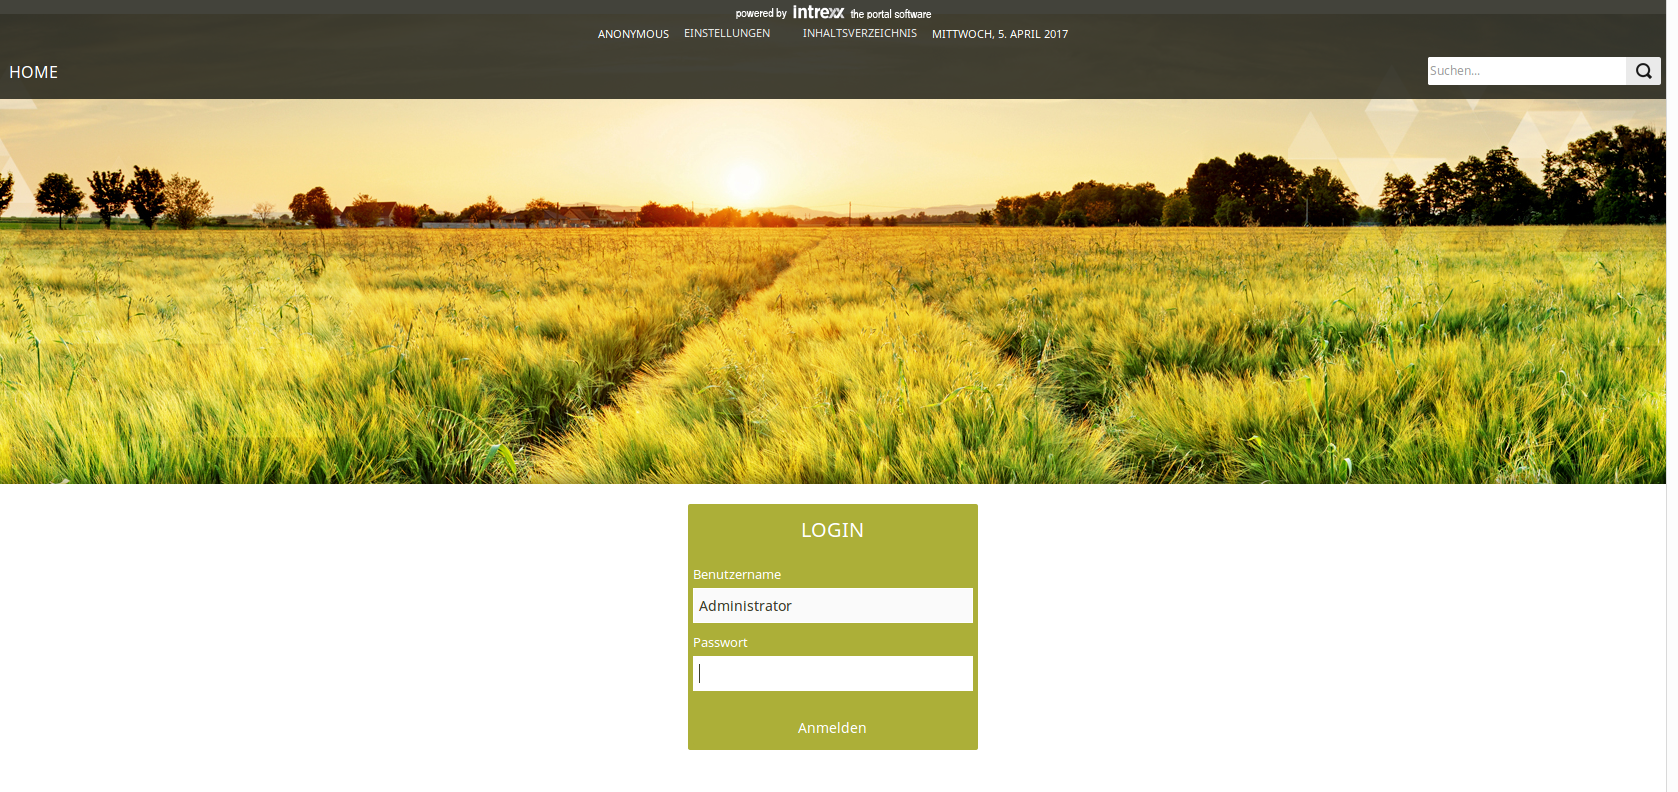 powered by intrexx the portal software
ANONYMOUS EINSTELLUNGEN INHALTSVERZEICHNIS MITTWOCH, 5. APRIL 2017
HOME
Suchen...
LOGIN
Benutzername
Administrator
Passwort
Anmelden